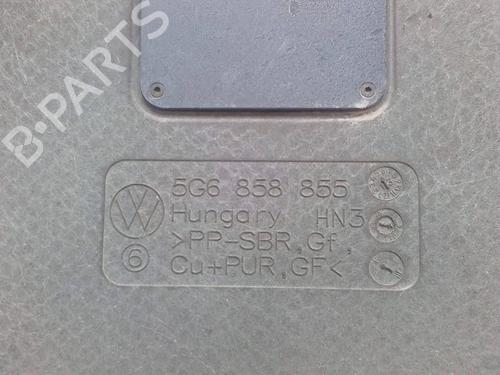 B-PARTS
5G6 858 855
Hungary HN3
>PP-SBR,Gf,
6 Cu+PUR,GF<